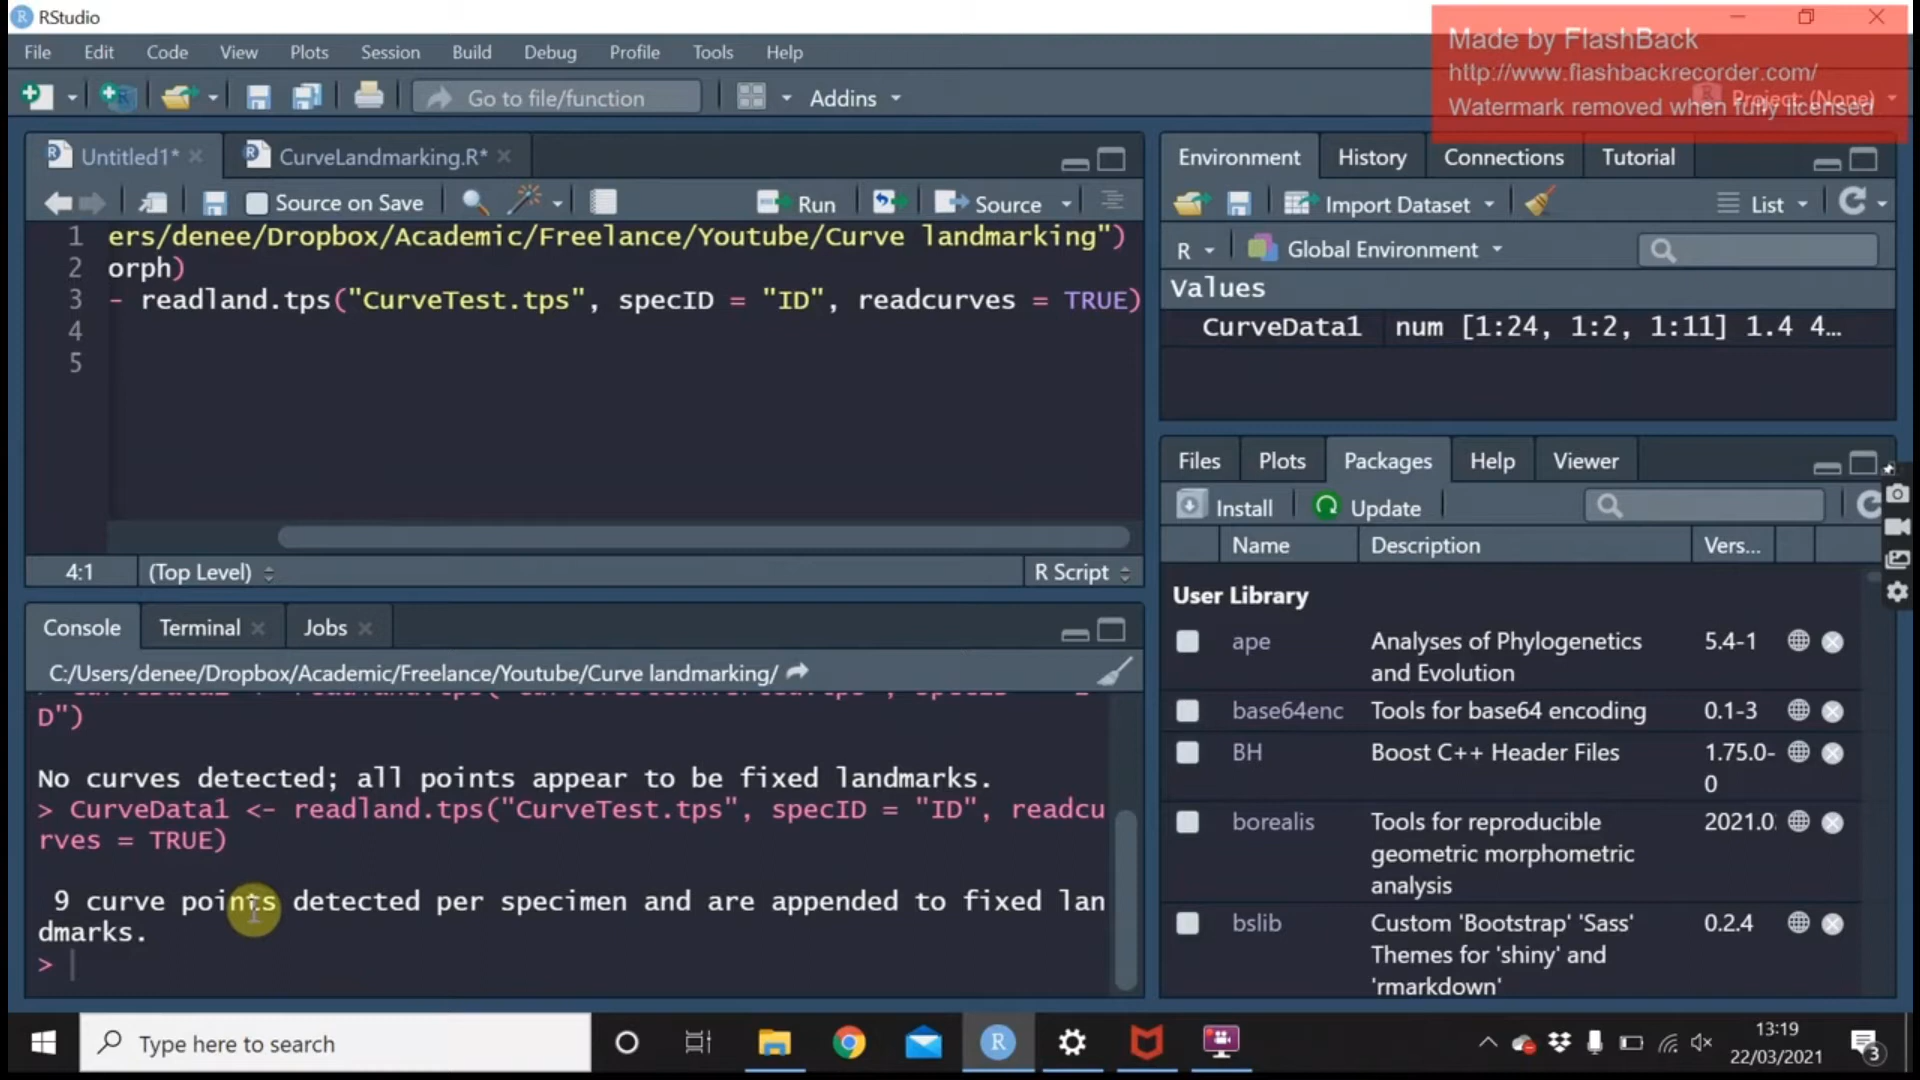 RStudio
Made by FlashBack
http://www.flashbackrecorder.com/
Watermark removed when fully licensed
Project: (None)
File Edit Code View Plots Session Build Debug Profile Tools Help
Go to file/function Addins
Untitled1* CurveLandmarking.R*
Source on Save Run Source
1 ers/denee/Dropbox/Academic/Freelance/Youtube/Curve landmarking")
2 orph)
3 - readland.tps("CurveTest.tps", specID = "ID", readcurves = TRUE)
4
5
4:1 (Top Level) R Script
Console Terminal Jobs
C:/Users/denee/Dropbox/Academic/Freelance/Youtube/Curve landmarking/
D")
No curves detected; all points appear to be fixed landmarks.
> CurveData1 <- readland.tps("CurveTest.tps", specID = "ID", readcu
rves = TRUE)
9 curve points detected per specimen and are appended to fixed lan
dmarks.
>
Environment History Connections Tutorial
Import Dataset List
R Global Environment
Values
CurveData1 num [1:24, 1:2, 1:11] 1.4 4…
Files Plots Packages Help Viewer
Install Update
Name Description Vers...
User Library
ape Analyses of Phylogenetics 5.4-1
and Evolution
base64enc Tools for base64 encoding 0.1-3
BH Boost C++ Header Files 1.75.0-
0
borealis Tools for reproducible 2021.0
geometric morphometric
analysis
bslib Custom 'Bootstrap' 'Sass' 0.2.4
Themes for 'shiny' and
'rmarkdown'
Type here to search
13:19
22/03/2021
3